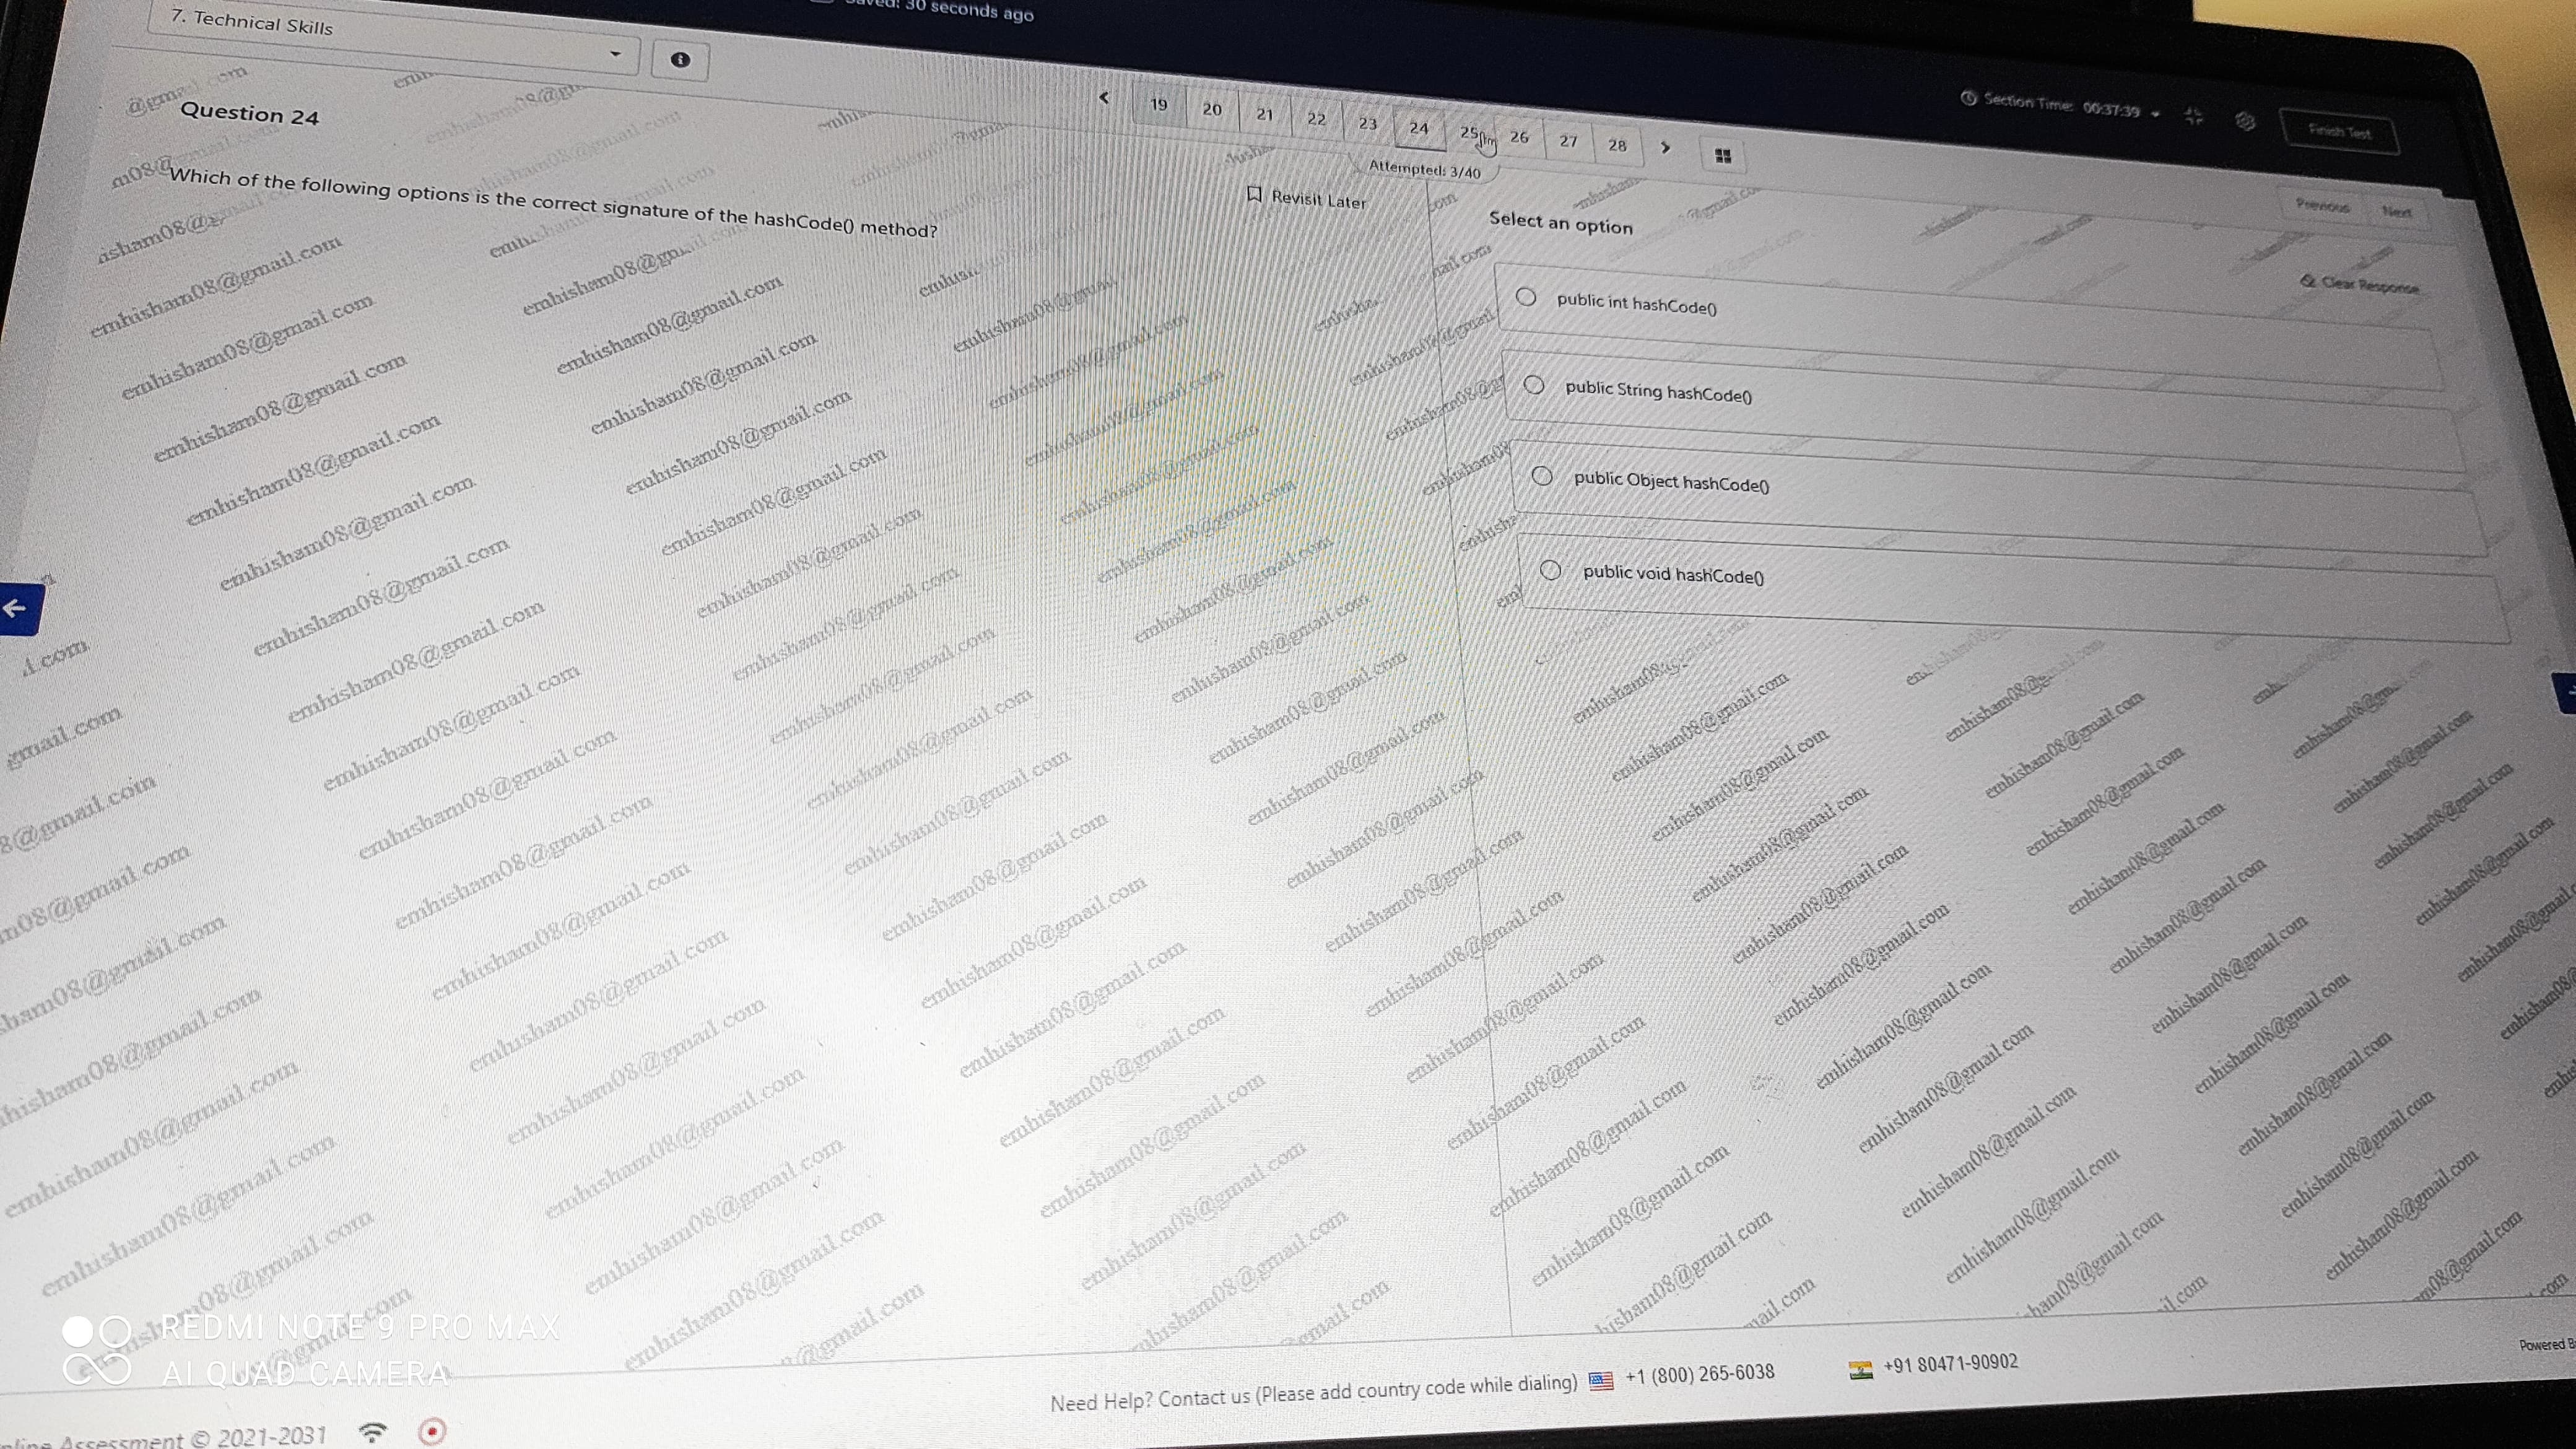 30 seconds ago
7. Technical Skills
Section Time: 00:37:39
Finish Test
19 20 21 22 23 24 25 26 27 28
Attempted: 3/40
Previous Next
Question 24
Revisit Later
Which of the following options is the correct signature of the hashCode() method?
Select an option
Clear Response
public int hashCode()
public String hashCode()
public Object hashCode()
public void hashCode()
emhisham08@gmail.com
REDMI NOTE 9 PRO MAX
AI QUAD CAMERA
Need Help? Contact us (Please add country code while dialing) +1 (800) 265-6038 +91 80471-90902
Powered
Assessment © 2021-2031